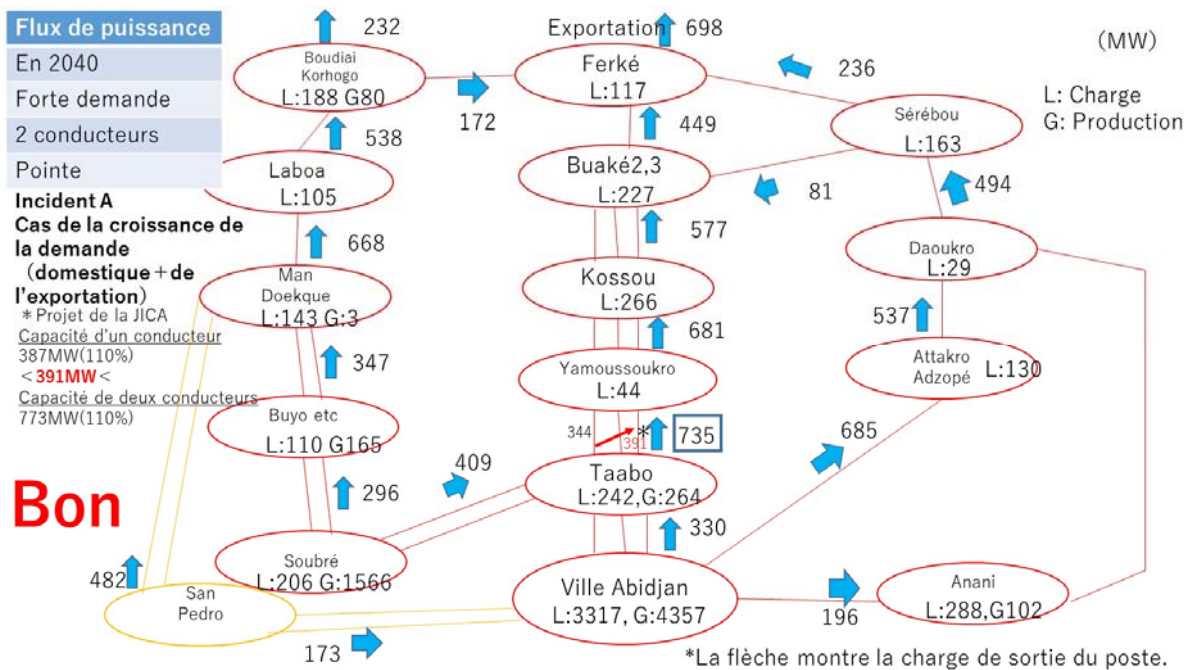 Flux de puissance
En 2040
Forte demande
2 conducteurs
Pointe
Incident A
Cas de la croissance de
la demande
（domestique＋de
l'exportation）
＊Projet de la JICA
Capacité d'un conducteur
387MW(110%)
<391MW<
Capacité de deux conducteurs
773MW(110%)
Bon
232
Exportation
698
(MW)
Boudiai
Korhogo
L:188 G80
Ferké
L:117
236
L: Charge
G: Production
172
Sérébou
L:163
538
449
Laboa
L:105
Buaké2,3
L:227
81
494
668
577
Daoukro
L:29
Man
Doekque
L:143 G:3
Kossou
L:266
537
347
681
Attakro
Adzopé
L:130
Yamoussoukro
L:44
Buyo etc
L:110 G165
344
391
*
735
685
409
Taabo
L:242,G:264
296
330
Soubré
L:206 G:1566
482
San
Pedro
Ville Abidjan
L:3317, G:4357
Anani
L:288,G102
196
173
*La flèche montre la charge de sortie du poste.